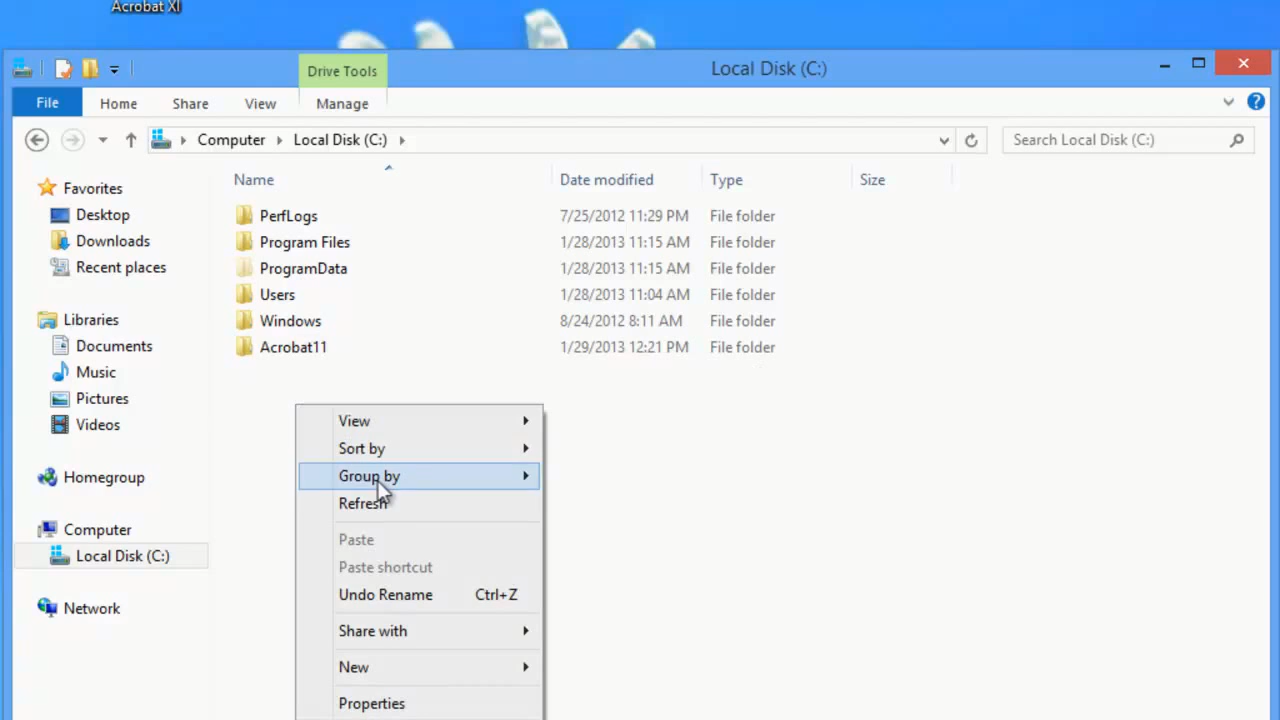 Acrobat XI
Drive Tools
Local Disk (C:)
File Home Share View Manage
Computer Local Disk (C:) Search Local Disk (C:)
Favorites
Desktop
Downloads
Recent places
Libraries
Documents
Music
Pictures
Videos
Homegroup
Computer
Local Disk (C:)
Network
Name Date modified Type Size
PerfLogs 7/25/2012 11:29 PM File folder
Program Files 1/28/2013 11:15 AM File folder
ProgramData 1/28/2013 11:15 AM File folder
Users 1/28/2013 11:04 AM File folder
Windows 8/24/2012 8:11 AM File folder
Acrobat11 1/29/2013 12:21 PM File folder
View
Sort by
Group by
Refresh
Paste
Paste shortcut
Undo Rename Ctrl+Z
Share with
New
Properties